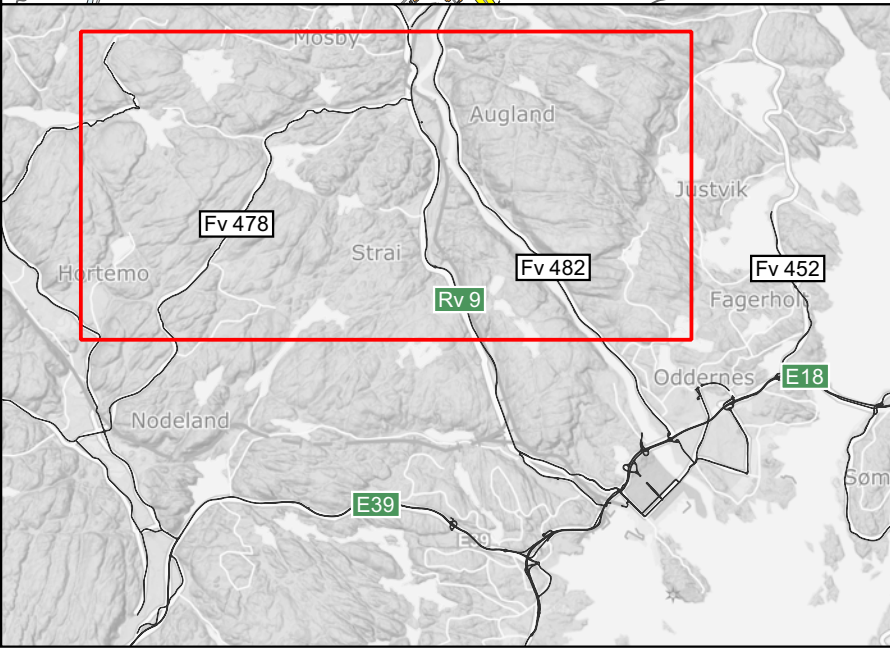 Mosby
Augland
Justvik
Fv 478
Strai
Hortemo
Fv 482
Fv 452
Rv 9
Fagerholt
Oddernes
E18
Nodeland
Søm
E39
E39